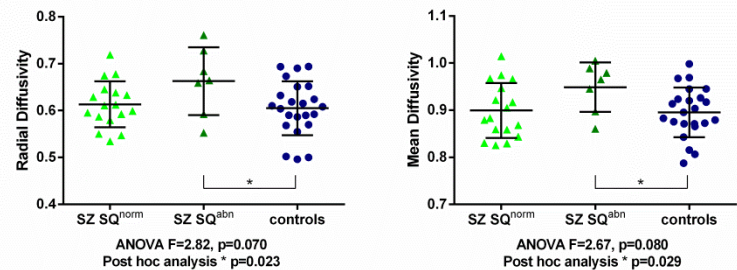 Radial Diffusivity
0.8
0.7
0.6
0.5
0.4
*
SZ SQnorm SZ SQabn controls
ANOVA F=2.82, p=0.070
Post hoc analysis * p=0.023
Mean Diffusivity
1.1
1.0
0.9
0.8
0.7
*
SZ SQnorm SZ SQabn controls
ANOVA F=2.67, p=0.080
Post hoc analysis * p=0.029